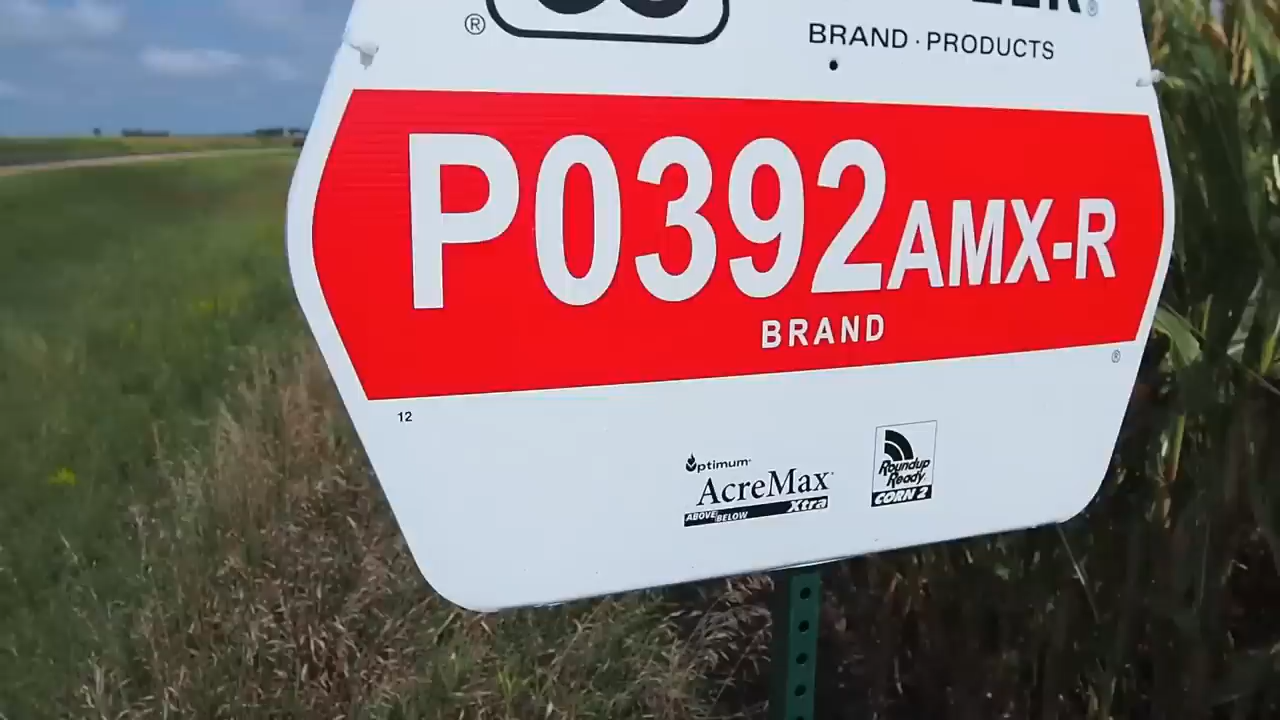 BRAND · PRODUCTS
P0392AMX-R
BRAND
12
Optimum
AcreMax
Xtra
ABOVE BELOW
Roundup
Ready
CORN 2